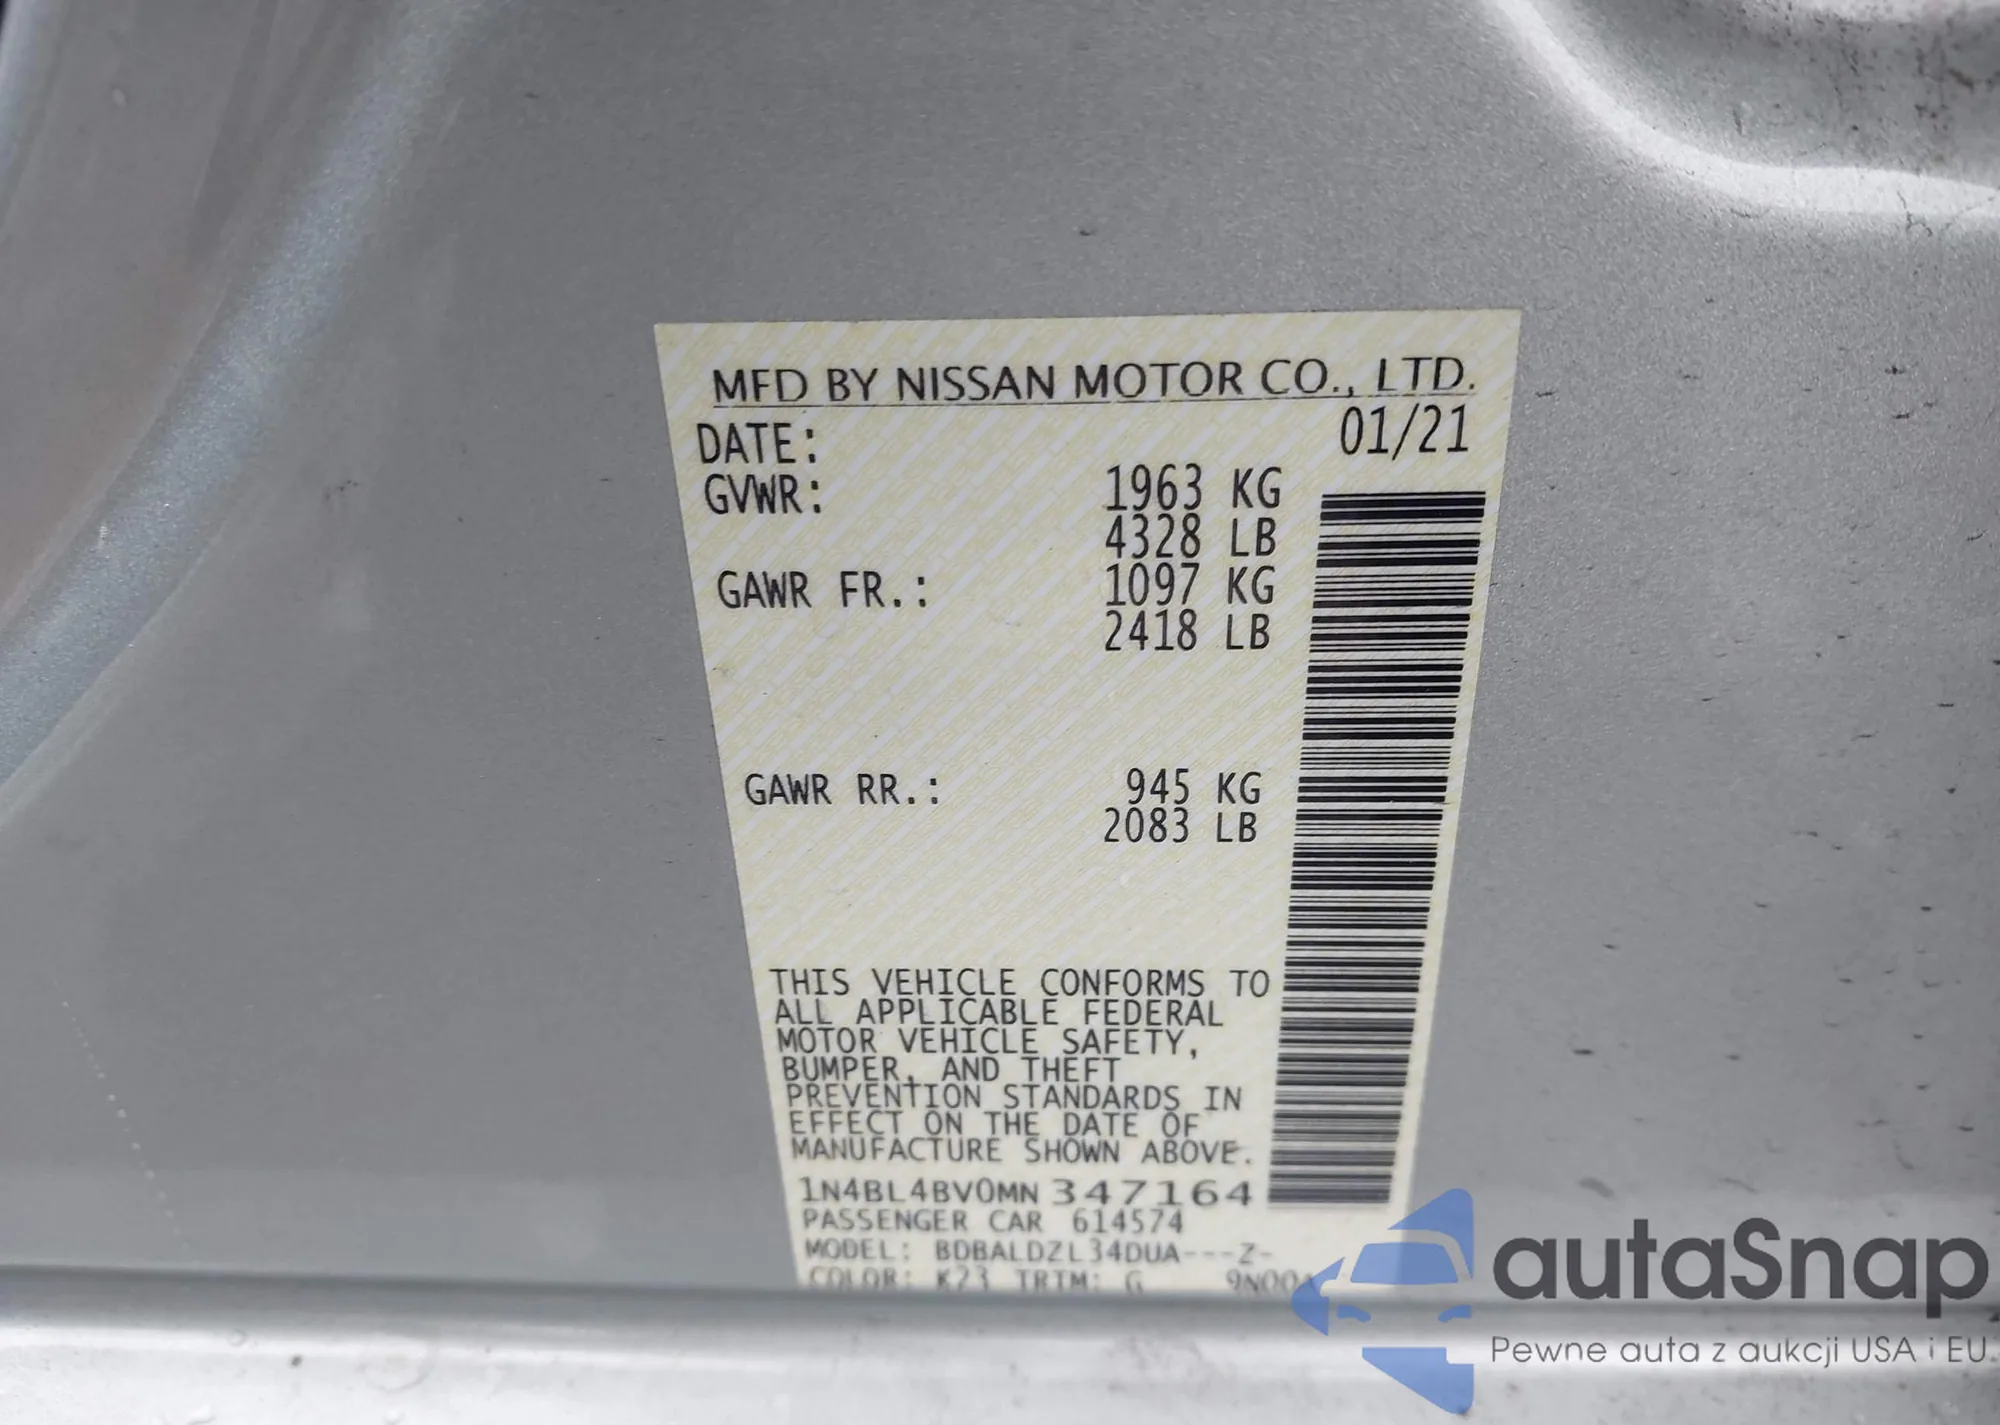 MFD BY NISSAN MOTOR CO., LTD.
DATE: 01/21
GVWR: 1963 KG
4328 LB
GAWR FR.: 1097 KG
2418 LB
GAWR RR.: 945 KG
2083 LB
THIS VEHICLE CONFORMS TO
ALL APPLICABLE FEDERAL
MOTOR VEHICLE SAFETY,
BUMPER, AND THEFT
PREVENTION STANDARDS IN
EFFECT ON THE DATE OF
MANUFACTURE SHOWN ABOVE.
1N4BL4BV0MN347164
PASSENGER CAR 614574
MODEL: BDBALDZL34DUA---Z-
COLOR: K23 TRIM: G
autaSnap
Pewne auta z aukcji USA i EU.